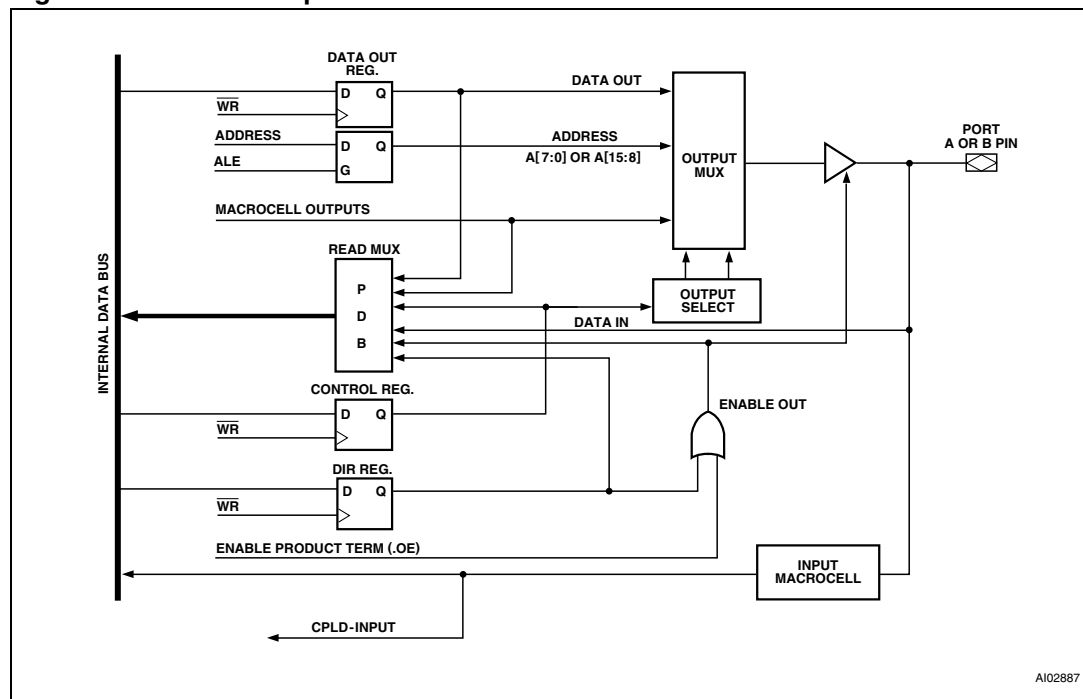 DATA OUT
REG.
D Q
DATA OUT
WR
ADDRESS
D Q
ADDRESS
A[7:0] OR A[15:8]
ALE
G
OUTPUT
MUX
PORT
A OR B PIN
MACROCELL OUTPUTS
READ MUX
P
D
B
OUTPUT
SELECT
DATA IN
INTERNAL DATA BUS
CONTROL REG.
D Q
WR
ENABLE OUT
DIR REG.
D Q
WR
ENABLE PRODUCT TERM (.OE)
INPUT
MACROCELL
CPLD-INPUT
AI02887